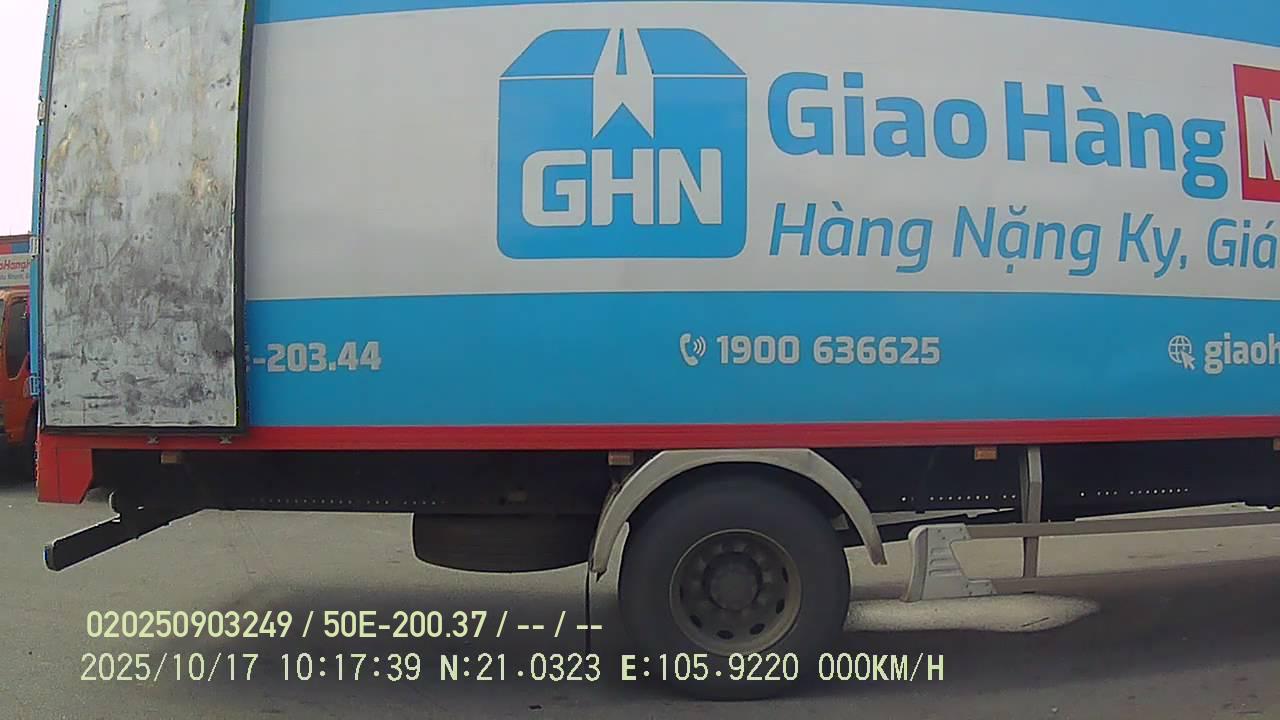 GHN
Giao Hàng N
Hàng Nặng Ky, Giá
-203.44
1900 636625
giaoh
020250903249 / 50E-200.37 / -- / --
2025/10/17 10:17:39 N:21.0323 E:105.9220 000KM/H